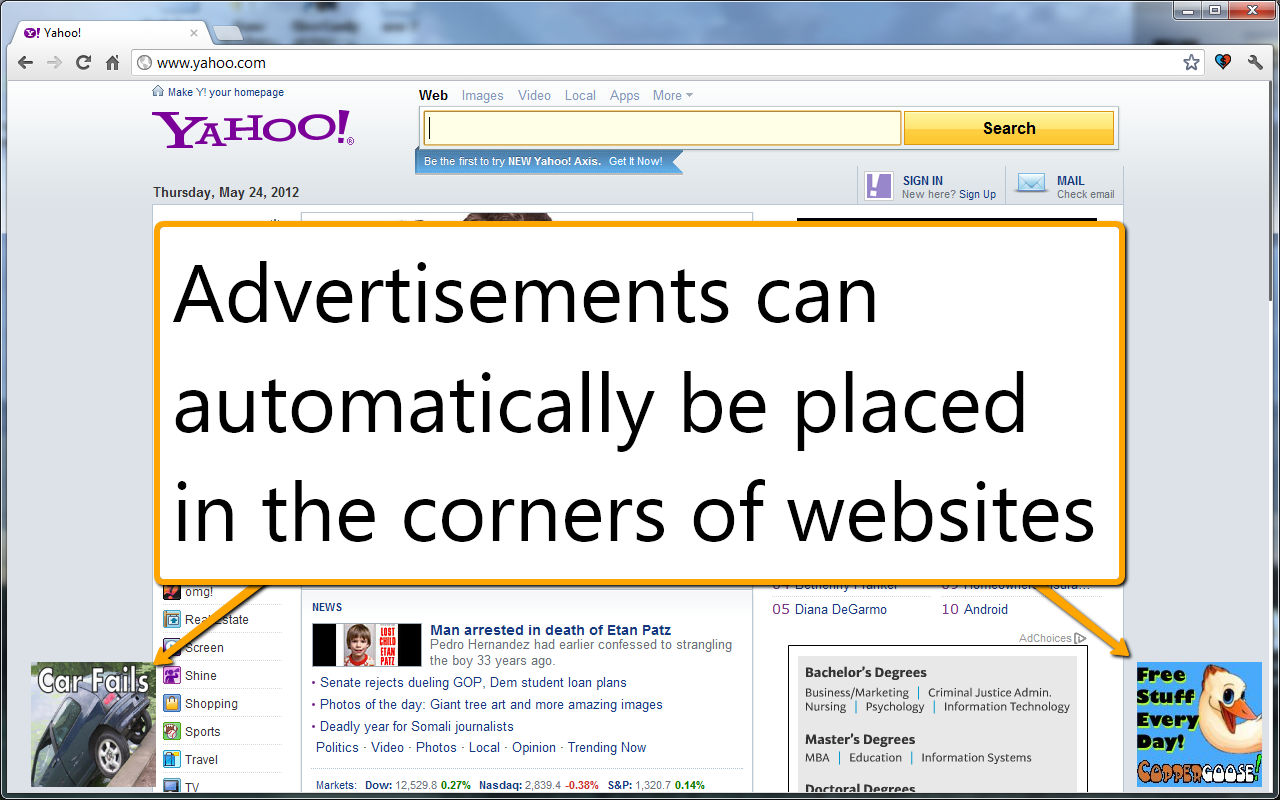 Yahoo!
www.yahoo.com
Make Y! your homepage
YAHOO!®
Web Images Video Local Apps More
Search
Be the first to try NEW Yahoo! Axis. Get It Now!
Thursday, May 24, 2012
SIGN IN
New here? Sign Up
MAIL
Check email
Advertisements can
automatically be placed
in the corners of websites
omg!
Real Estate
Screen
Shine
Shopping
Sports
Travel
TV
NEWS
LOST
CHILD
ETAN
PATZ
Man arrested in death of Etan Patz
Pedro Hernandez had earlier confessed to strangling
the boy 33 years ago.
• Senate rejects dueling GOP, Dem student loan plans
• Photos of the day: Giant tree art and more amazing images
• Deadly year for Somali journalists
Politics · Video · Photos · Local · Opinion · Trending Now
Markets: Dow: 12,529.8 0.27% Nasdaq: 2,839.4 -0.38% S&P: 1,320.7 0.14%
05 Diana DeGarmo
10 Android
AdChoices
Bachelor's Degrees
Business/Marketing | Criminal Justice Admin.
Nursing | Psychology | Information Technology
Master's Degrees
MBA | Education | Information Systems
Doctoral Degrees
Car Fails
Free
Stuff
Every
Day!
COPPERGOOSE!